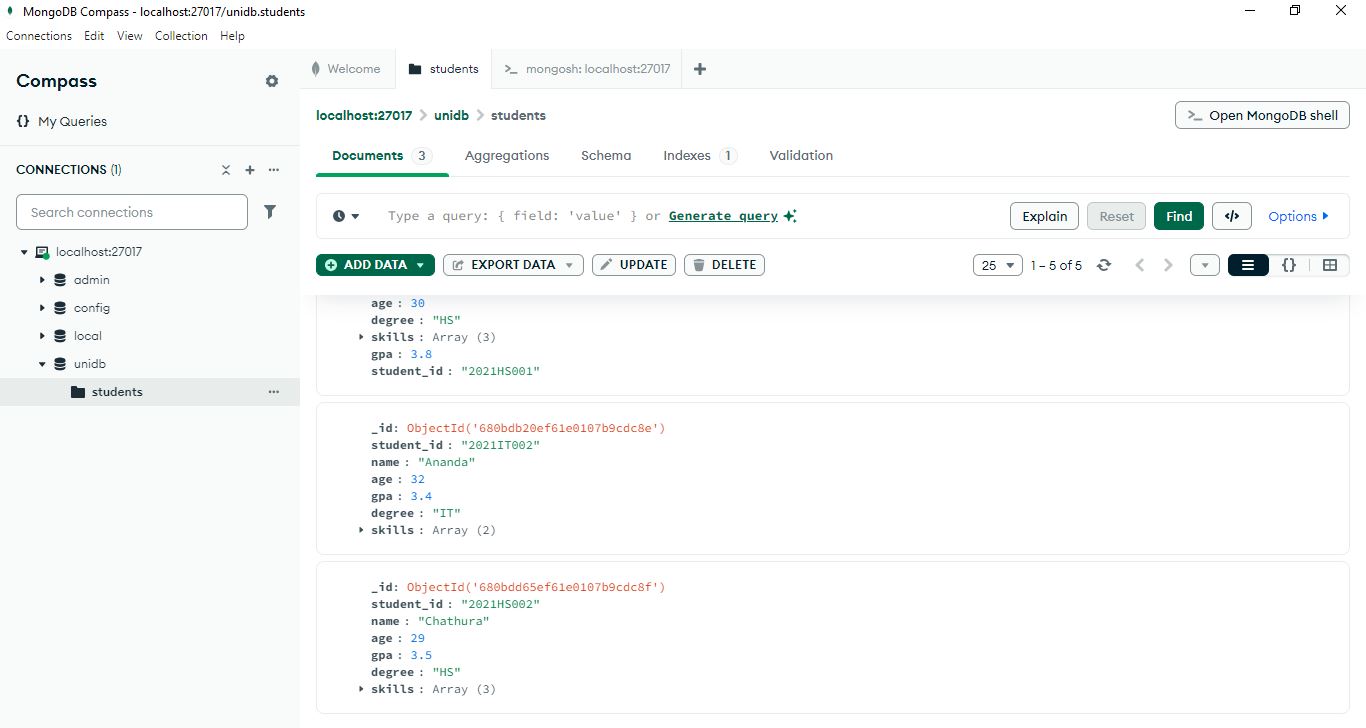 MongoDB Compass - localhost:27017/unidb.students
Connections Edit View Collection Help
Compass
{} My Queries
CONNECTIONS (1)
Search connections
localhost:27017
admin
config
local
unidb
students
Welcome
students
>_ mongosh: localhost:27017
localhost:27017 > unidb > students
>_ Open MongoDB shell
Documents 3 Aggregations Schema Indexes 1 Validation
Type a query: { field: 'value' } or Generate query
Explain Reset Find </> Options
ADD DATA EXPORT DATA UPDATE DELETE
25 1 – 5 of 5 {}
age : 30
degree : "HS"
skills : Array (3)
gpa : 3.8
student_id : "2021HS001"
_id: ObjectId('680bdb20ef61e0107b9cdc8e')
student_id : "2021IT002"
name : "Ananda"
age : 32
gpa : 3.4
degree : "IT"
skills : Array (2)
_id: ObjectId('680bdd65ef61e0107b9cdc8f')
student_id : "2021HS002"
name : "Chathura"
age : 29
gpa : 3.5
degree : "HS"
skills : Array (3)